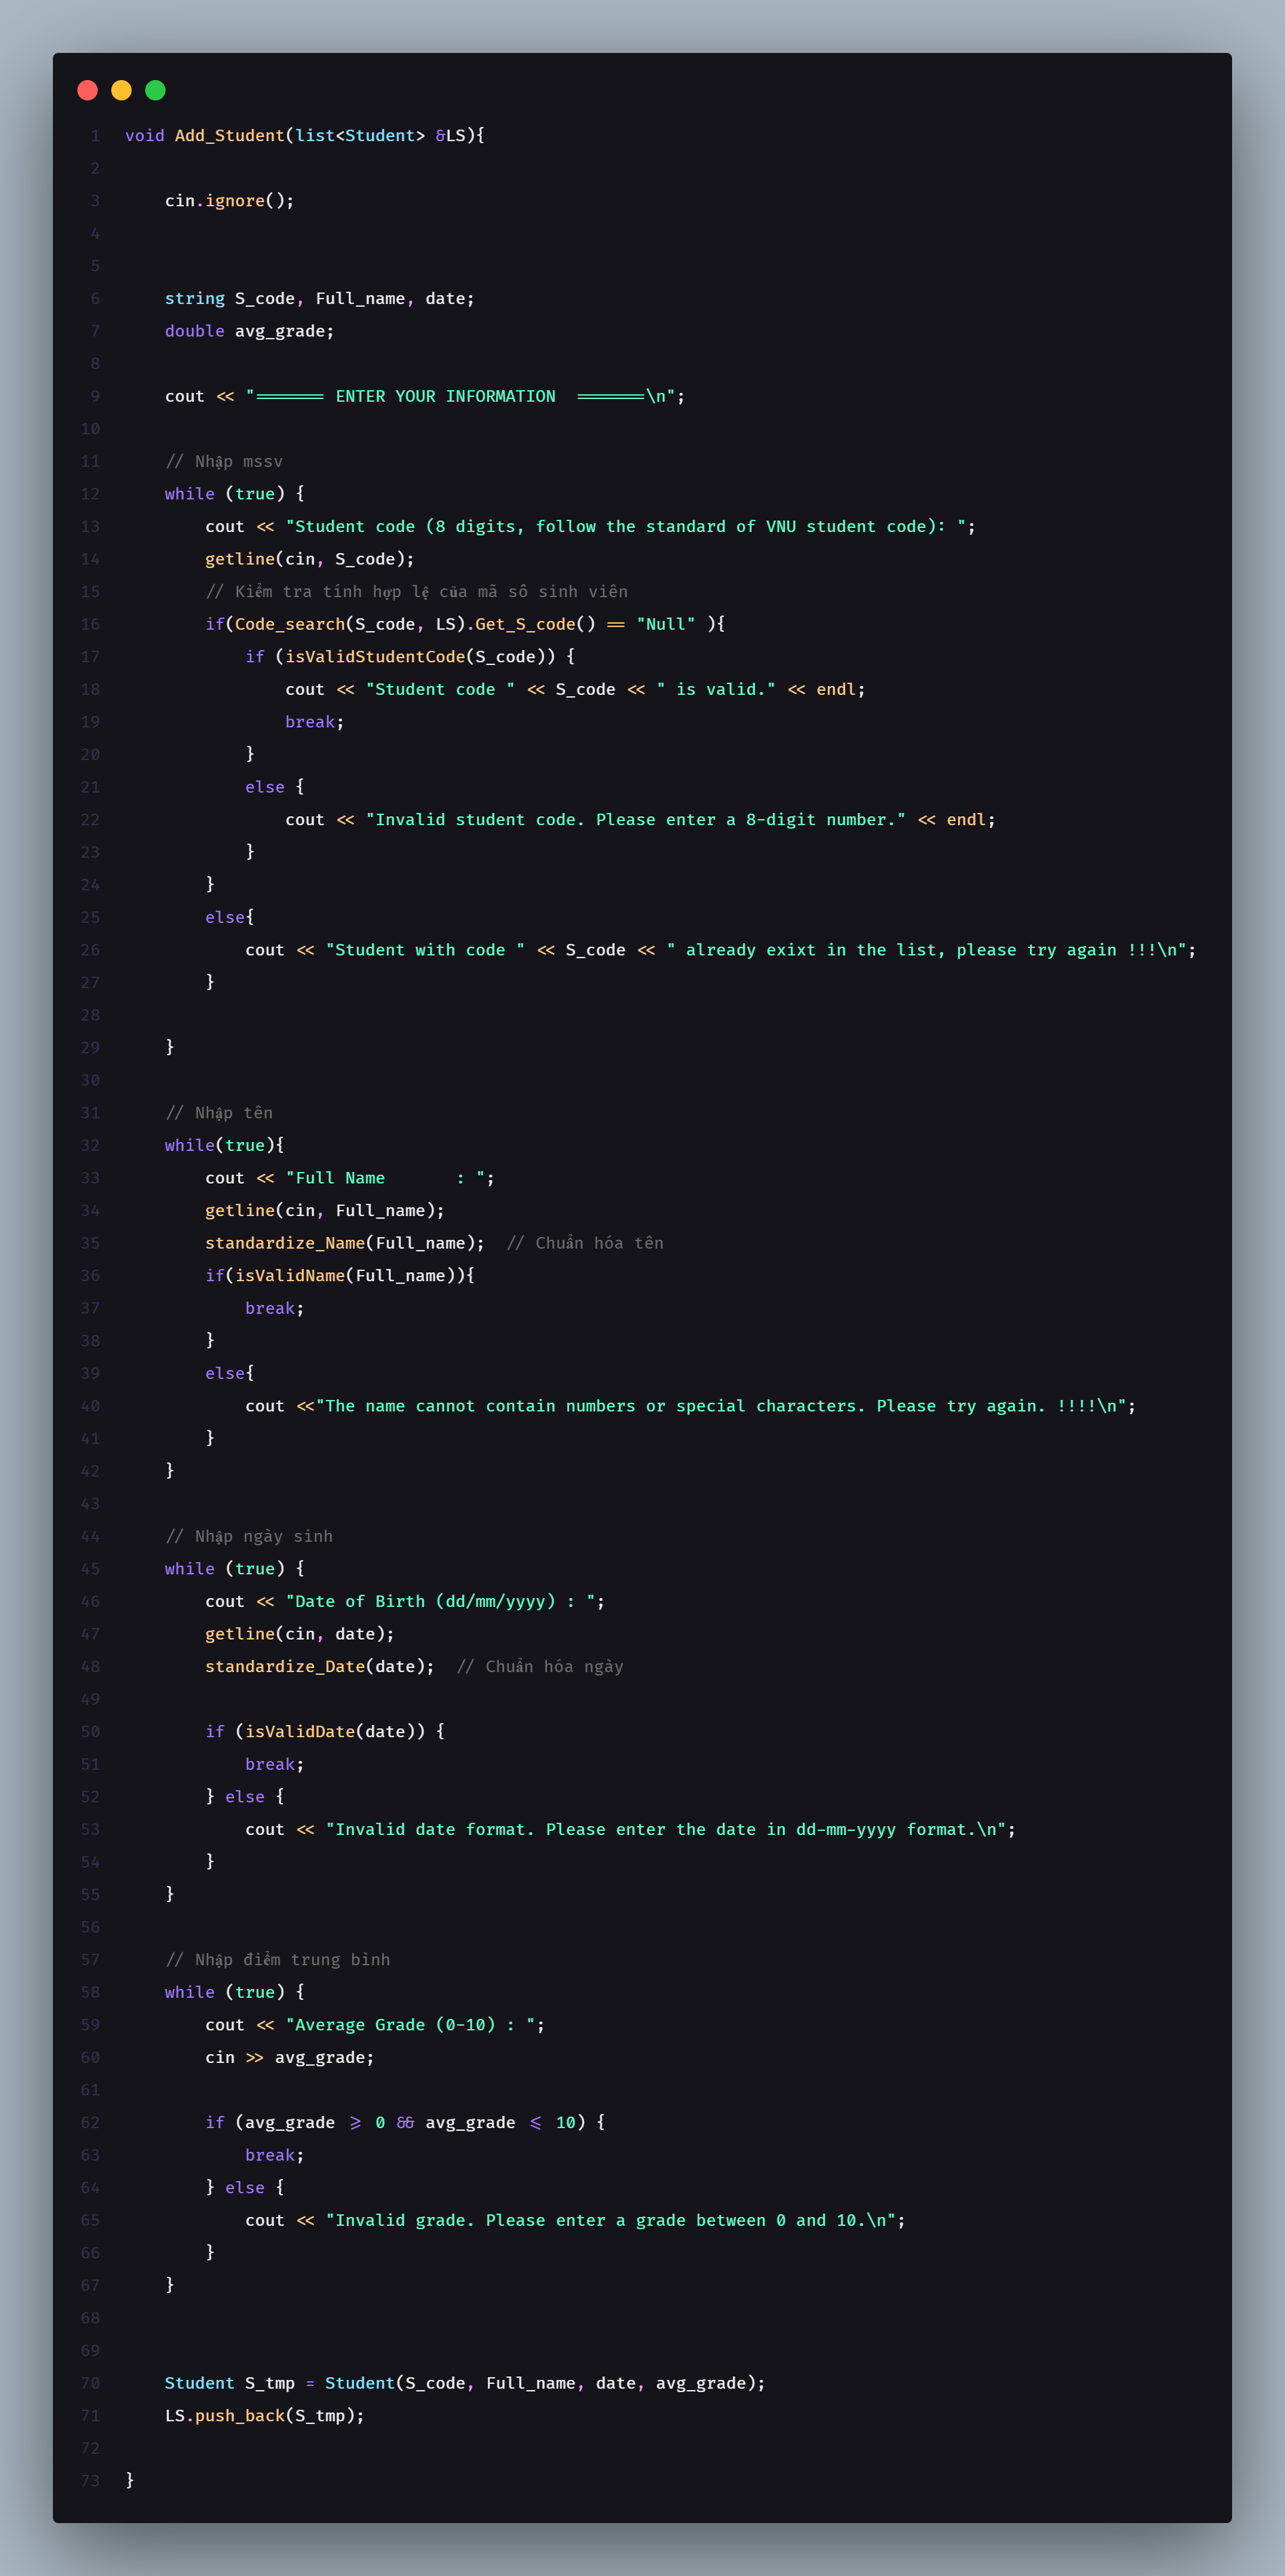 1 void Add_Student(list<Student> &LS){
2
3     cin.ignore();
4
5
6     string S_code, Full_name, date;
7     double avg_grade;
8
9     cout << "======= ENTER YOUR INFORMATION  =======\n";
10
11     // Nhập mssv
12     while (true) {
13         cout << "Student code (8 digits, follow the standard of VNU student code): ";
14         getline(cin, S_code);
15         // Kiểm tra tính hợp lệ của mã số sinh viên
16         if(Code_search(S_code, LS).Get_S_code() == "Null" ){
17             if (isValidStudentCode(S_code)) {
18                 cout << "Student code " << S_code << " is valid." << endl;
19                 break;
20             }
21             else {
22                 cout << "Invalid student code. Please enter a 8-digit number." << endl;
23             }
24         }
25         else{
26             cout << "Student with code " << S_code << " already exixt in the list, please try again !!!\n";
27         }
28
29     }
30
31     // Nhập tên
32     while(true){
33         cout << "Full Name       : ";
34         getline(cin, Full_name);
35         standardize_Name(Full_name);  // Chuẩn hóa tên
36         if(isValidName(Full_name)){
37             break;
38         }
39         else{
40             cout <<"The name cannot contain numbers or special characters. Please try again. !!!!\n";
41         }
42     }
43
44     // Nhập ngày sinh
45     while (true) {
46         cout << "Date of Birth (dd/mm/yyyy) : ";
47         getline(cin, date);
48         standardize_Date(date);  // Chuẩn hóa ngày
49
50         if (isValidDate(date)) {
51             break;
52         } else {
53             cout << "Invalid date format. Please enter the date in dd-mm-yyyy format.\n";
54         }
55     }
56
57     // Nhập điểm trung bình
58     while (true) {
59         cout << "Average Grade (0-10) : ";
60         cin >> avg_grade;
61
62         if (avg_grade >= 0 && avg_grade <= 10) {
63             break;
64         } else {
65             cout << "Invalid grade. Please enter a grade between 0 and 10.\n";
66         }
67     }
68
69
70     Student S_tmp = Student(S_code, Full_name, date, avg_grade);
71     LS.push_back(S_tmp);
72
73 }